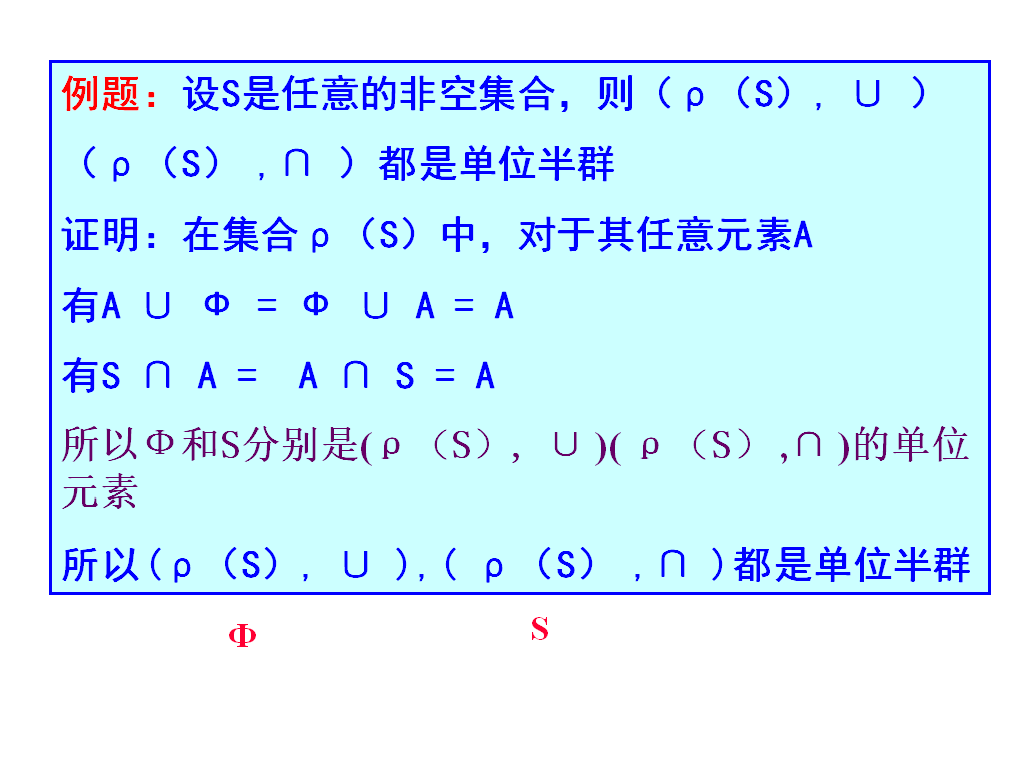 例题：设S是任意的非空集合，则（ρ（S）, ∪ ）
（ρ（S） ,∩ ）都是单位半群
证明：在集合ρ（S）中，对于其任意元素A
有A ∪ Φ = Φ ∪ A = A
有S ∩ A = A ∩ S = A
所以Φ和S分别是(ρ（S）, ∪ )( ρ（S） ,∩ )的单位
元素
所以(ρ（S）, ∪ ),( ρ（S） ,∩ )都是单位半群
Φ S